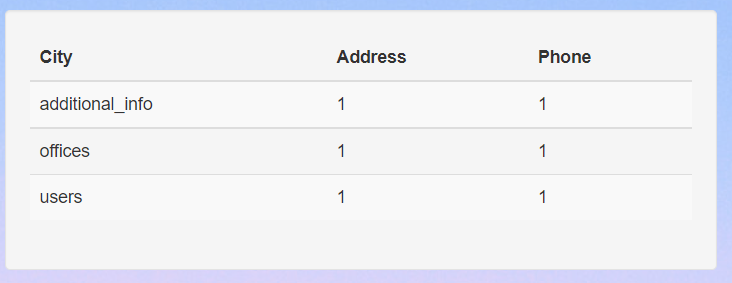 City Address Phone
additional_info 1 1
offices 1 1
users 1 1